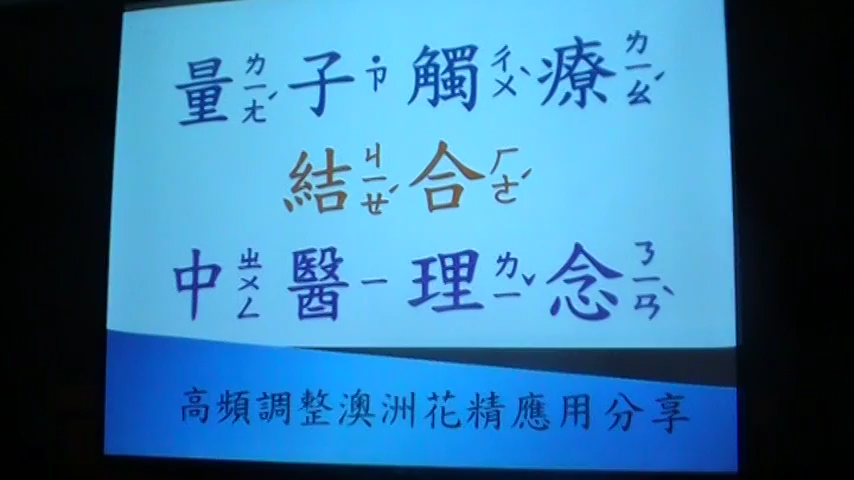 量ㄌㄧㄤˊ子˙ㄗ觸ㄔㄨˋ療ㄌㄧㄠˊ
結ㄐㄧㄝˊ合ㄏㄜˊ
中ㄓㄨㄥ醫ㄧ理ㄌㄧˇ念ㄋㄧㄢˋ
高頻調整澳洲花精應用分享